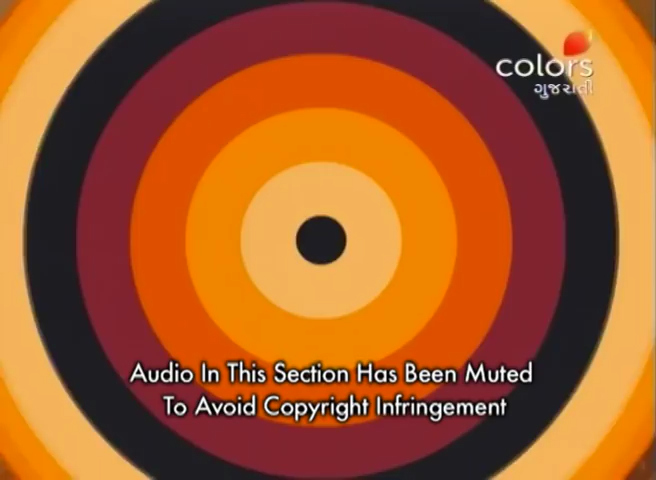 colors
ગુજરાતી
Audio In This Section Has Been Muted
To Avoid Copyright Infringement